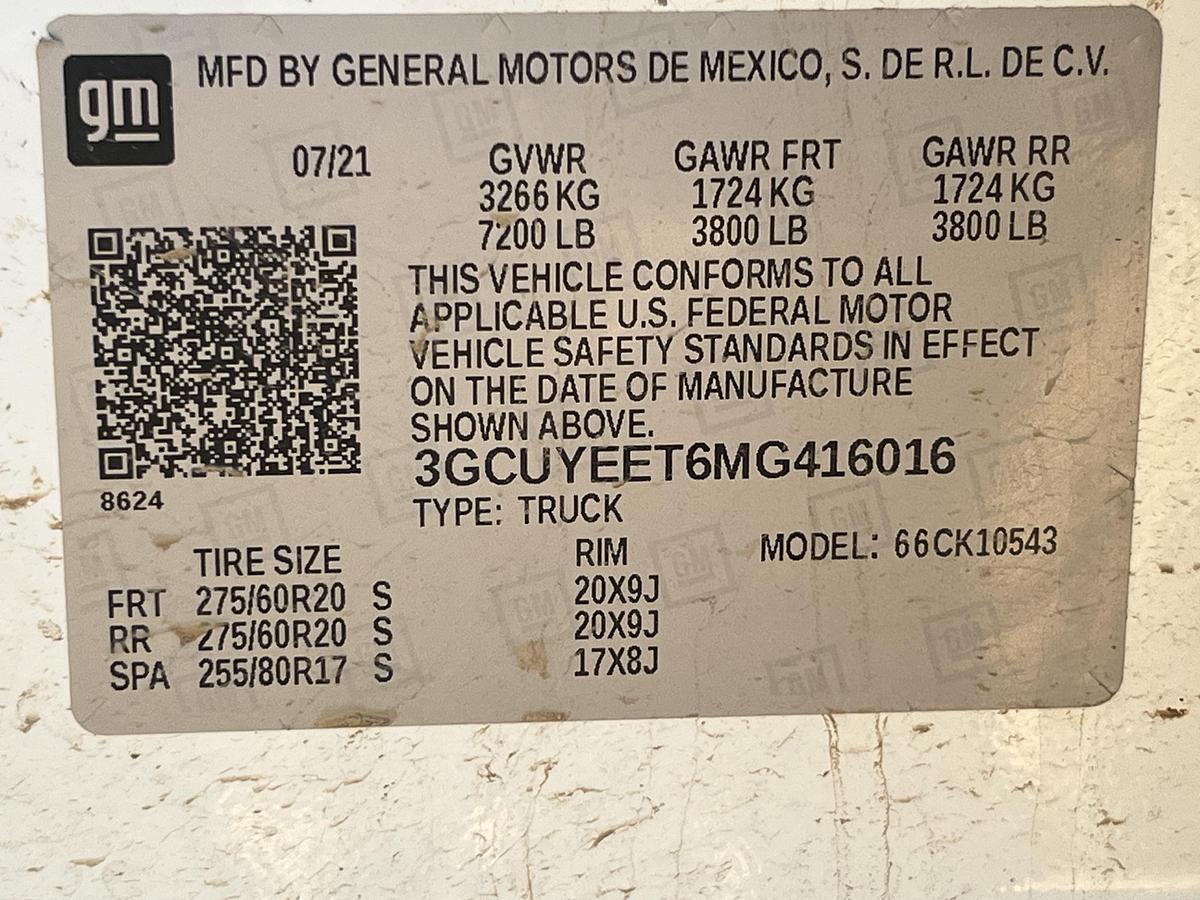 gm MFD BY GENERAL MOTORS DE MEXICO, S. DE R.L. DE C.V.
07/21 GVWR GAWR FRT GAWR RR
3266 KG 1724 KG 1724 KG
7200 LB 3800 LB 3800 LB
THIS VEHICLE CONFORMS TO ALL
APPLICABLE U.S. FEDERAL MOTOR
VEHICLE SAFETY STANDARDS IN EFFECT
ON THE DATE OF MANUFACTURE
SHOWN ABOVE.
3GCUYEET6MG416016
8624
TYPE: TRUCK
TIRE SIZE RIM MODEL: 66CK10543
FRT 275/60R20 S 20X9J
RR 275/60R20 S 20X9J
SPA 255/80R17 S 17X8J